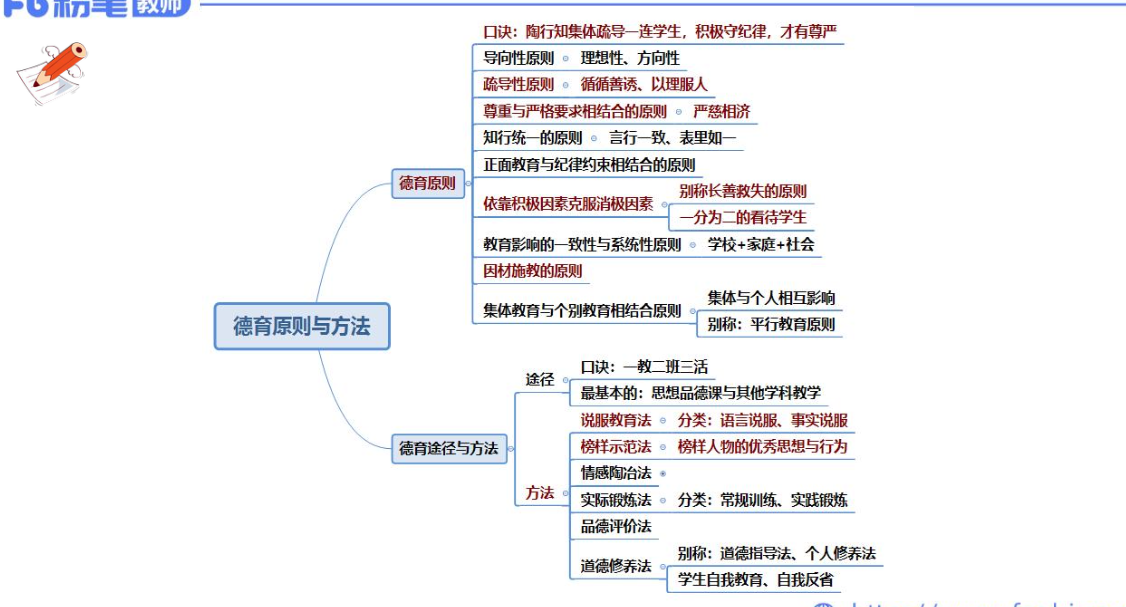 粉笔 教师
口诀：陶行知集体疏导一连学生，积极守纪律，才有尊严
导向性原则 理想性、方向性
疏导性原则 循循善诱、以理服人
尊重与严格要求相结合的原则 严慈相济
知行统一的原则 言行一致、表里如一
正面教育与纪律约束相结合的原则
德育原则
依靠积极因素克服消极因素
别称长善救失的原则
一分为二的看待学生
教育影响的一致性与系统性原则 学校+家庭+社会
因材施教的原则
集体教育与个别教育相结合原则
集体与个人相互影响
别称：平行教育原则
德育原则与方法
德育途径与方法
途径
口诀：一教二班三活
最基本的：思想品德课与其他学科教学
方法
说服教育法 分类：语言说服、事实说服
榜样示范法 榜样人物的优秀思想与行为
情感陶冶法
实际锻炼法 分类：常规训练、实践锻炼
品德评价法
道德修养法
别称：道德指导法、个人修养法
学生自我教育、自我反省